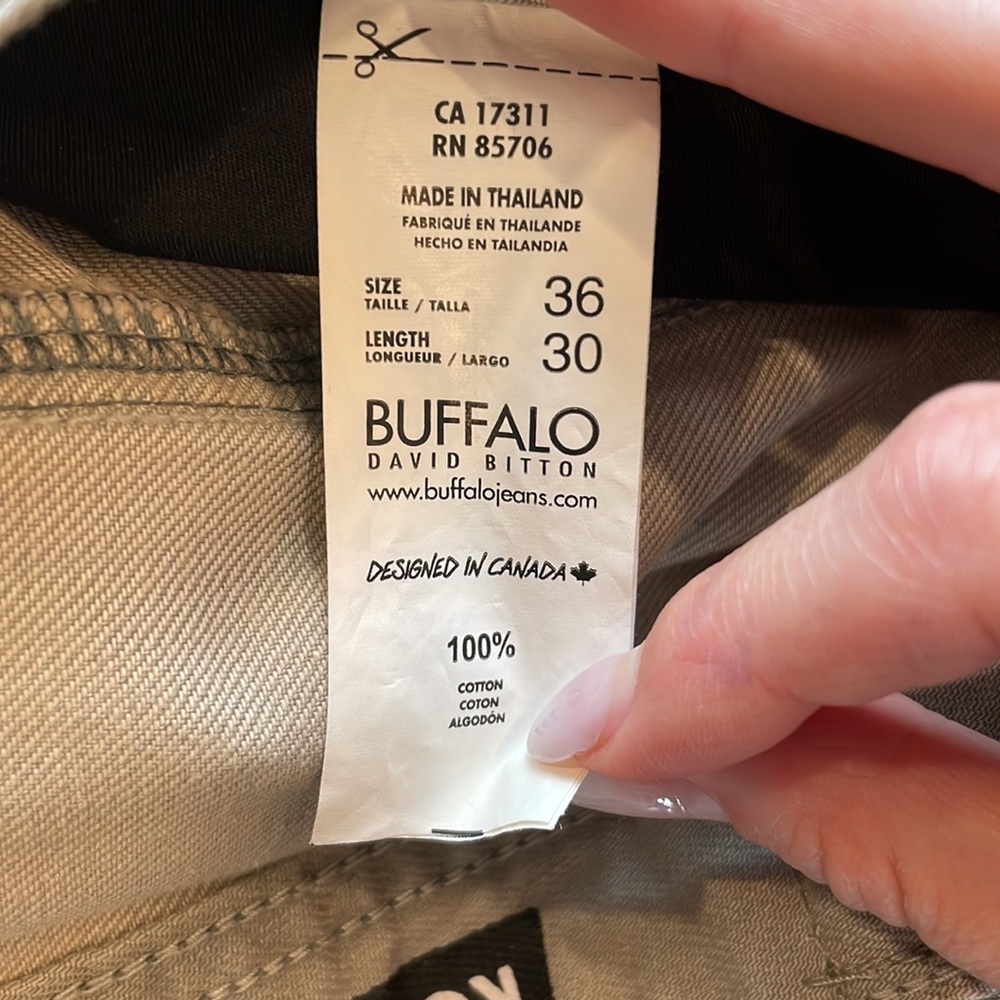 CA 17311
RN 85706
MADE IN THAILAND
FABRIQUÉ EN THAILANDE
HECHO EN TAILANDIA
SIZE 36
TAILLE / TALLA
LENGTH 30
LONGUEUR / LARGO
BUFFALO
DAVID BITTON
www.buffalojeans.com
DESIGNED IN CANADA
100%
COTTON
COTON
ALGODÓN